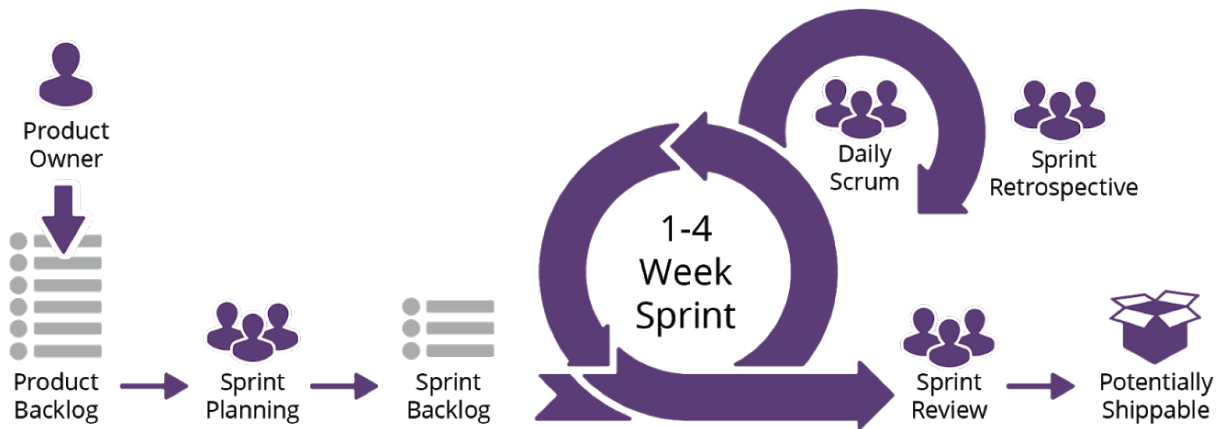 Product
Owner
Daily
Scrum
Sprint
Retrospective
1-4
Week
Sprint
Product
Backlog
Sprint
Planning
Sprint
Backlog
Sprint
Review
Potentially
Shippable